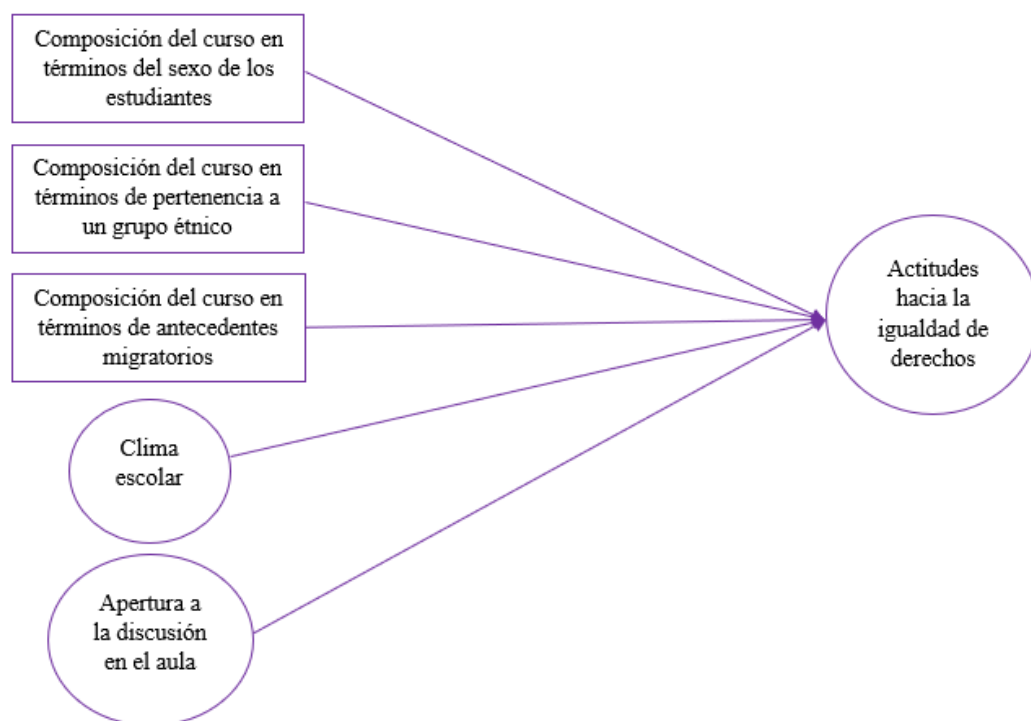 Composición del curso en
términos del sexo de los
estudiantes
Composición del curso en
términos de pertenencia a
un grupo étnico
Composición del curso en
términos de antecedentes
migratorios
Clima
escolar
Apertura a
la discusión
en el aula
Actitudes
hacia la
igualdad de
derechos